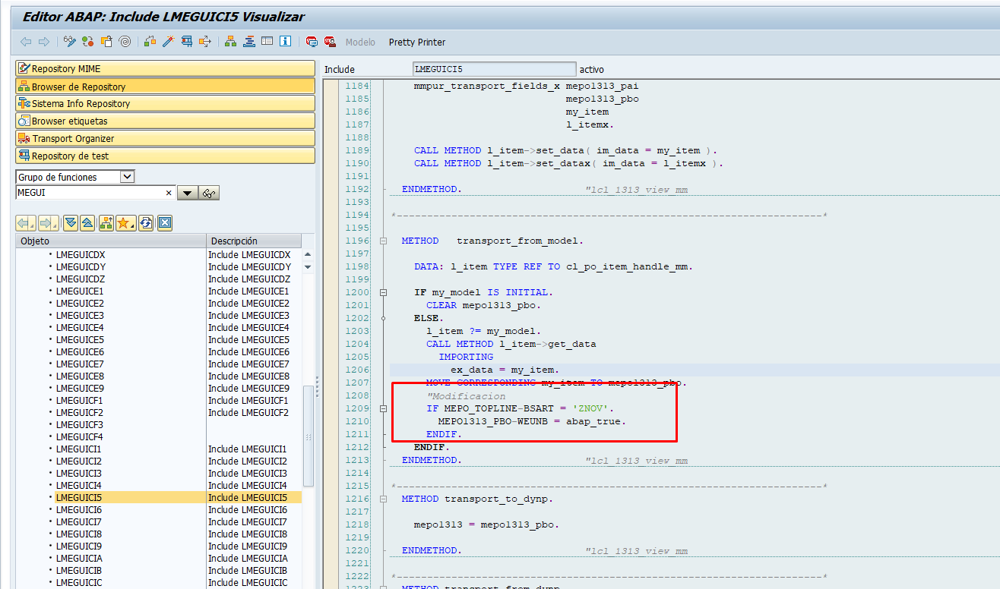 Editor ABAP: Include LMEGUICI5 Visualizar
Modelo Pretty Printer
Repository MIME
Browser de Repository
Sistema Info Repository
Browser etiquetas
Transport Organizer
Repository de test
Grupo de funciones
MEGUI
Objeto Descripción
LMEGUICDX Include LMEGUICDX
LMEGUICDY Include LMEGUICDY
LMEGUICDZ Include LMEGUICDZ
LMEGUICE1 Include LMEGUICE1
LMEGUICE2 Include LMEGUICE2
LMEGUICE3 Include LMEGUICE3
LMEGUICE4 Include LMEGUICE4
LMEGUICE5 Include LMEGUICE5
LMEGUICE6 Include LMEGUICE6
LMEGUICE7 Include LMEGUICE7
LMEGUICE8 Include LMEGUICE8
LMEGUICE9 Include LMEGUICE9
LMEGUICF1 Include LMEGUICF1
LMEGUICF2 Include LMEGUICF2
LMEGUICF3
LMEGUICF4
LMEGUICI1 Include LMEGUICI1
LMEGUICI2 Include LMEGUICI2
LMEGUICI3 Include LMEGUICI3
LMEGUICI4 Include LMEGUICI4
LMEGUICI5 Include LMEGUICI5
LMEGUICI6 Include LMEGUICI6
LMEGUICI7 Include LMEGUICI7
LMEGUICI8 Include LMEGUICI8
LMEGUICI9 Include LMEGUICI9
LMEGUICIA Include LMEGUICIA
LMEGUICIB Include LMEGUICIB
LMEGUICIC Include LMEGUICIC
Include LMEGUICI5 activo
1184 mmpur_transport_fields_x mepo1313_pai
1185 mepo1313_pbo
1186 my_item
1187 l_itemx.
1188
1189 CALL METHOD l_item->set_data( im_data = my_item ).
1190 CALL METHOD l_item->set_datax( im_data = l_itemx ).
1191
1192 ENDMETHOD. "lcl_1313_view_mm
1193
1194 *---------------------------------------------------------------------*
1195
1196 METHOD transport_from_model.
1197
1198 DATA: l_item TYPE REF TO cl_po_item_handle_mm.
1199
1200 IF my_model IS INITIAL.
1201 CLEAR mepo1313_pbo.
1202 ELSE.
1203 l_item ?= my_model.
1204 CALL METHOD l_item->get_data
1205 IMPORTING
1206 ex_data = my_item.
1207 MOVE-CORRESPONDING my_item TO mepo1313_pbo.
1208 "Modificacion
1209 IF MEPO_TOPLINE-BSART = 'ZNOV'.
1210 MEPO1313_PBO-WEUNB = abap_true.
1211 ENDIF.
1212 ENDIF.
1213 ENDMETHOD. "lcl_1313_view_mm
1214
1215 *---------------------------------------------------------------------*
1216 METHOD transport_to_dynp.
1217
1218 mepo1313 = mepo1313_pbo.
1219
1220 ENDMETHOD. "lcl_1313_view_mm
1221
1222 *---------------------------------------------------------------------*
1223 METHOD transport_from_dynp.